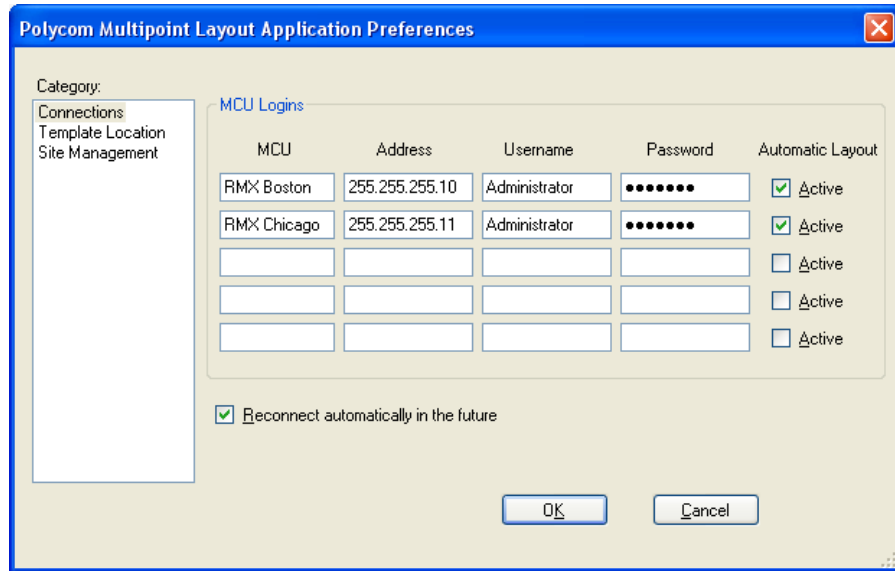 Polycom Multipoint Layout Application Preferences
Category:
Connections
Template Location
Site Management
MCU Logins
MCU Address Username Password Automatic Layout
RMX Boston 255.255.255.10 Administrator ●●●●●●● Active
RMX Chicago 255.255.255.11 Administrator ●●●●●●● Active
Active
Active
Active
Reconnect automatically in the future
OK Cancel